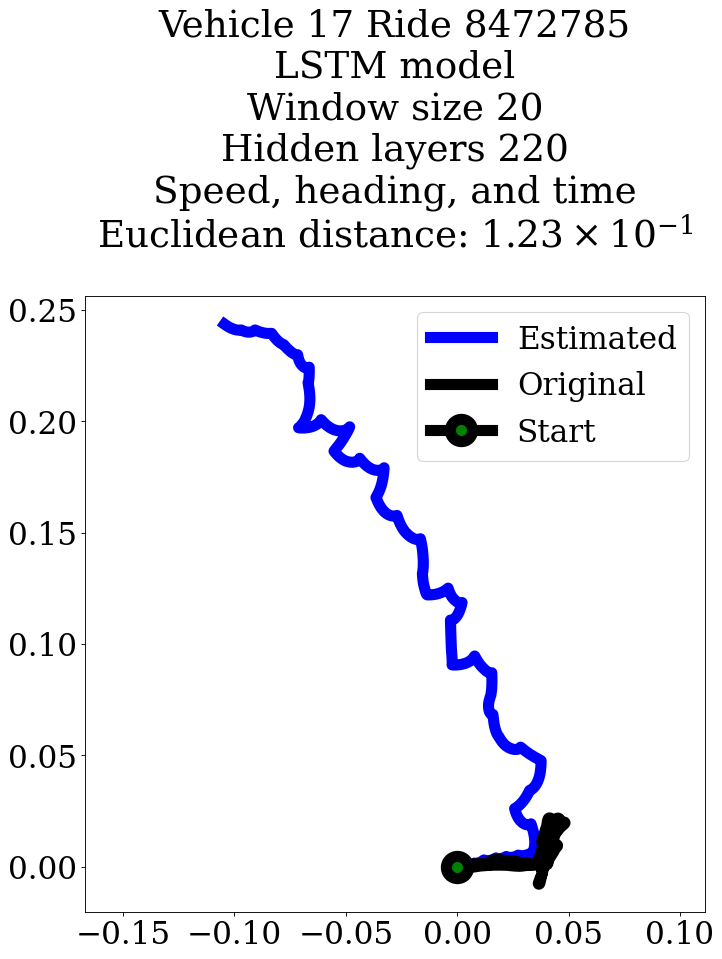 Vehicle 17 Ride 8472785
LSTM model
Window size 20
Hidden layers 220
Speed, heading, and time
Euclidean distance: 1.23 × 10⁻¹
Estimated
Original
Start
0.25
0.20
0.15
0.10
0.05
0.00
−0.15 −0.10 −0.05 0.00 0.05 0.10